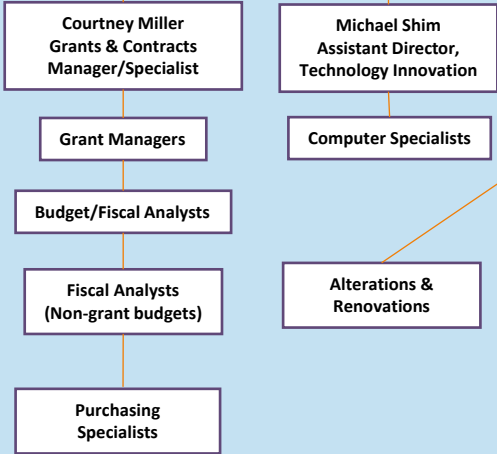 Courtney Miller
Grants & Contracts
Manager/Specialist
Grant Managers
Budget/Fiscal Analysts
Fiscal Analysts
(Non-grant budgets)
Purchasing
Specialists
Michael Shim
Assistant Director,
Technology Innovation
Computer Specialists
Alterations &
Renovations